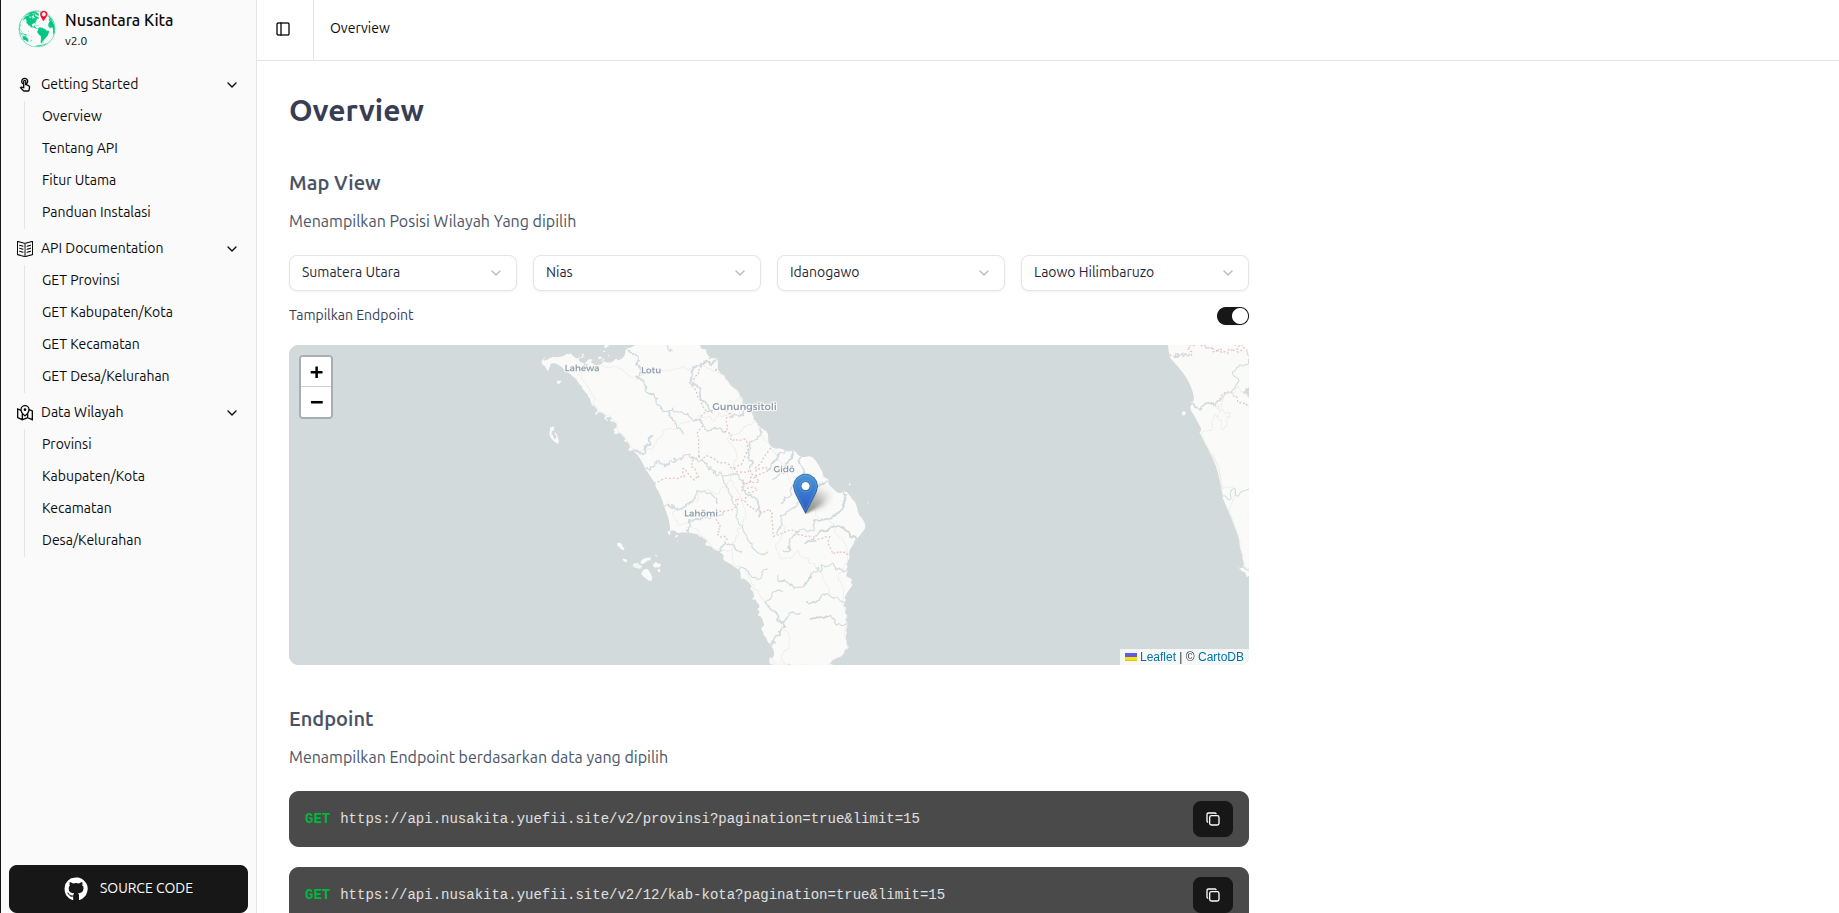 Nusantara Kita
v2.0
Getting Started
Overview
Tentang API
Fitur Utama
Panduan Instalasi
API Documentation
GET Provinsi
GET Kabupaten/Kota
GET Kecamatan
GET Desa/Kelurahan
Data Wilayah
Provinsi
Kabupaten/Kota
Kecamatan
Desa/Kelurahan
SOURCE CODE
Overview
Overview
Map View
Menampilkan Posisi Wilayah Yang dipilih
Sumatera Utara
Nias
Idanogawo
Laowo Hilimbaruzo
Tampilkan Endpoint
+
−
Lahewa
Lotu
Gunungsitoli
Gidö
Lahömi
Leaflet | © CartoDB
Endpoint
Menampilkan Endpoint berdasarkan data yang dipilih
GET https://api.nusakita.yuefii.site/v2/provinsi?pagination=true&limit=15
GET https://api.nusakita.yuefii.site/v2/12/kab-kota?pagination=true&limit=15